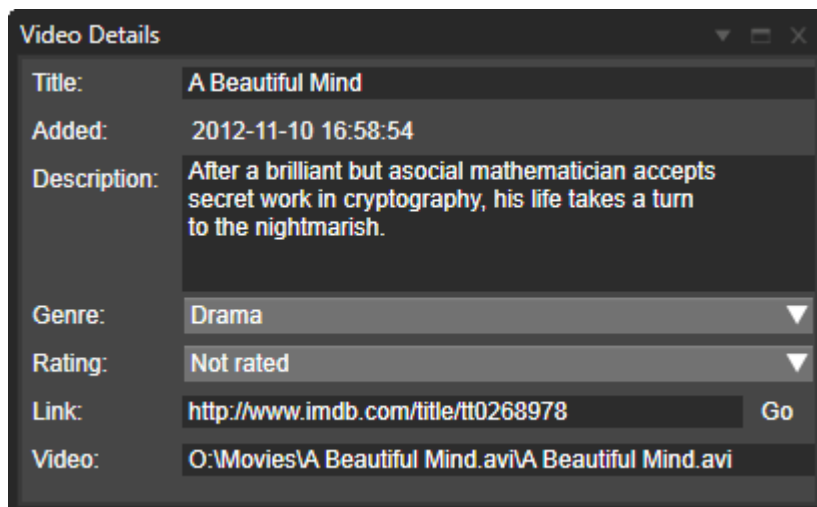 Video Details
Title: A Beautiful Mind
Added: 2012-11-10 16:58:54
Description: After a brilliant but asocial mathematician accepts
secret work in cryptography, his life takes a turn
to the nightmarish.
Genre: Drama
Rating: Not rated
Link: http://www.imdb.com/title/tt0268978 Go
Video: O:\Movies\A Beautiful Mind.avi\A Beautiful Mind.avi